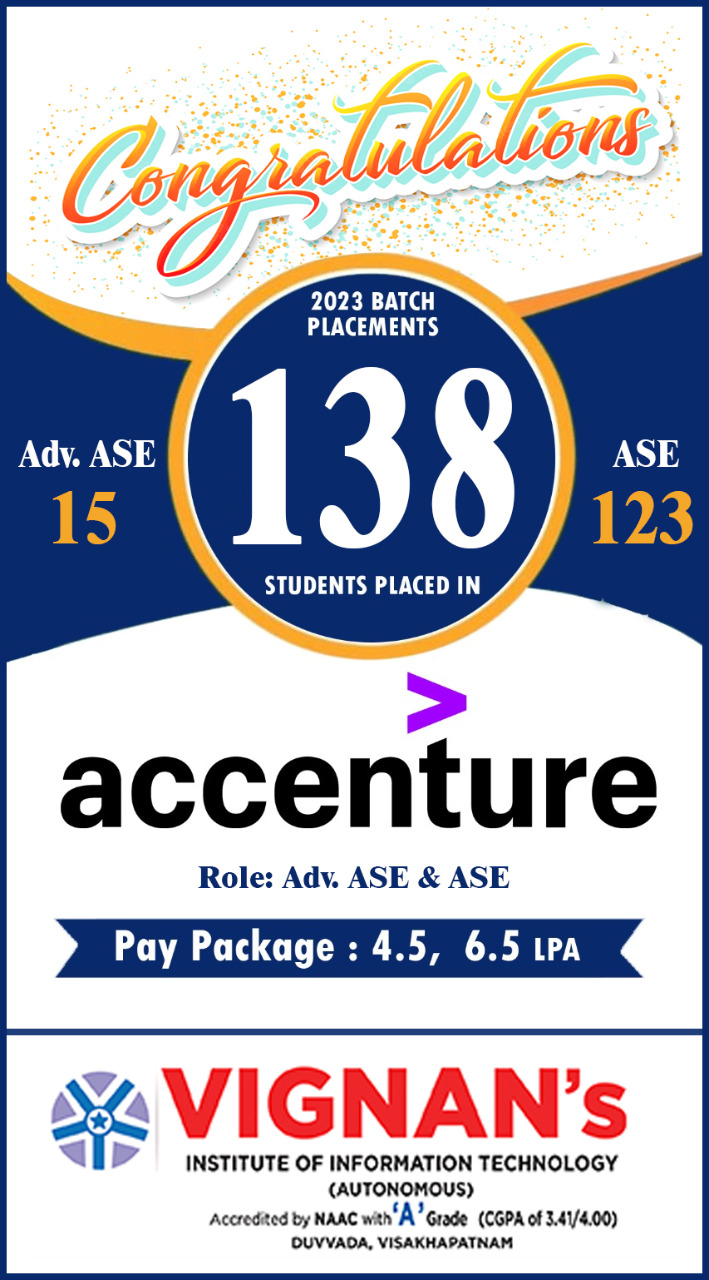 Congratulations
2023 BATCH
PLACEMENTS
138
STUDENTS PLACED IN
Adv. ASE
15
ASE
123
>
accenture
Role: Adv. ASE & ASE
Pay Package : 4.5, 6.5 LPA
VIGNAN's
INSTITUTE OF INFORMATION TECHNOLOGY
(AUTONOMOUS)
Accredited by NAAC with 'A' Grade (CGPA of 3.41/4.00)
DUVVADA, VISAKHAPATNAM